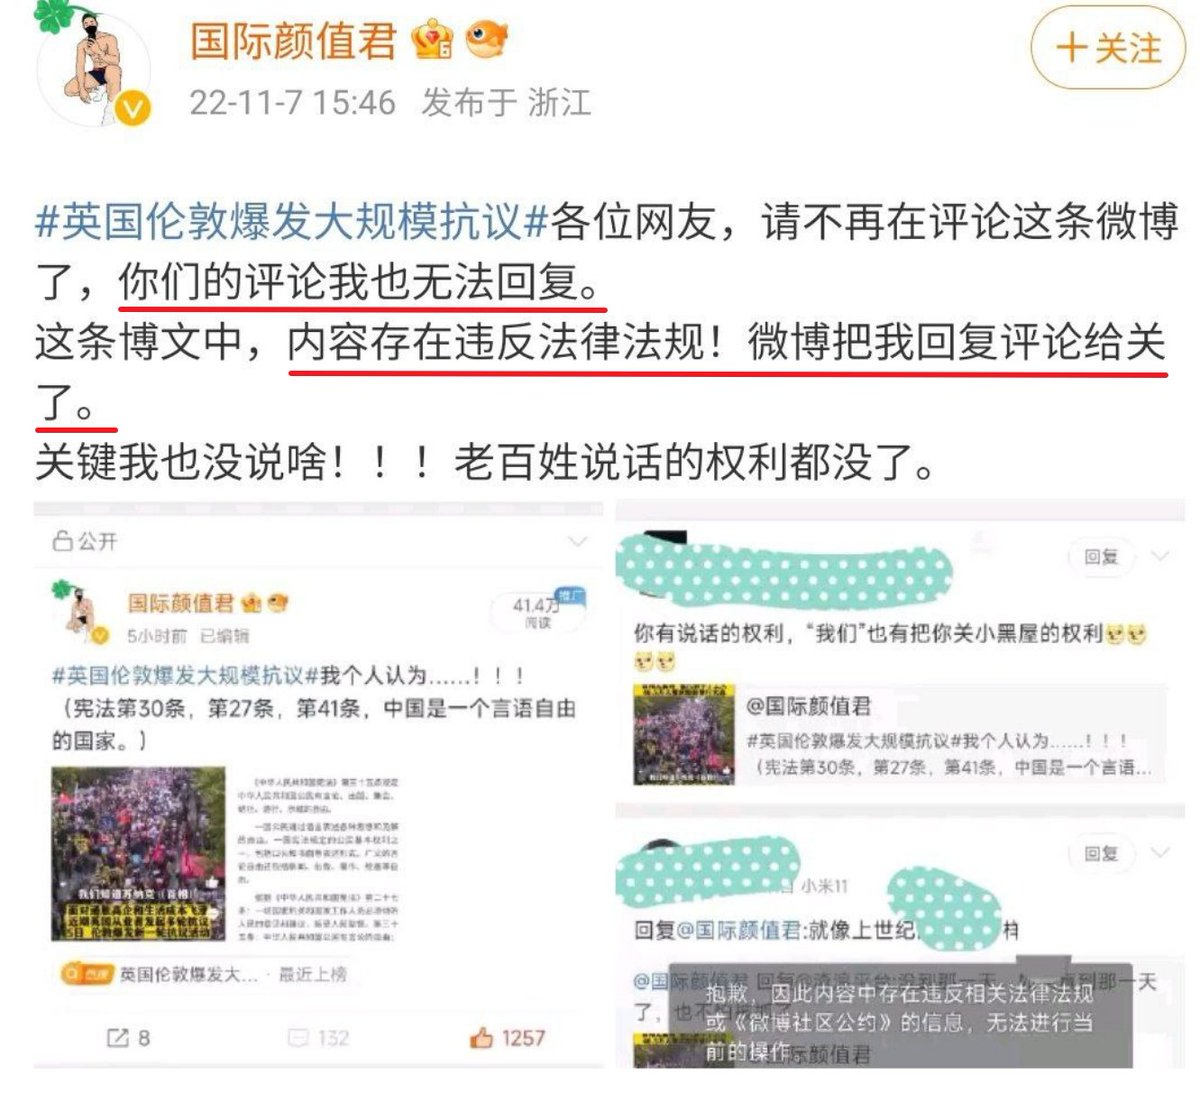 国际颜值君
22-11-7 15:46 发布于 浙江
+关注
#英国伦敦爆发大规模抗议#各位网友，请不再在评论这条微博
了，你们的评论我也无法回复。
这条博文中，内容存在违反法律法规！微博把我回复评论给关
了。
关键我也没说啥！！！老百姓说话的权利都没了。
公开
国际颜值君
5小时前 已编辑
41.4万
阅读
推广
#英国伦敦爆发大规模抗议#我个人认为......！！！
（宪法第30条，第27条，第41条，中国是一个言语自由
的国家。）
我们知道苏纳克（首相）
英国伦敦爆发大... · 最近上榜
8
132
1257
回复
你有说话的权利，“我们”也有把你关小黑屋的权利
@国际颜值君
#英国伦敦爆发大规模抗议#我个人认为......！！！
（宪法第30条，第27条，第41条，中国是一个言语...
回复
小米11
回复@国际颜值君:就像上世纪
样
@国际颜值君 回复
到那一天
了，
抱歉，因此内容中存在违反相关法律法规
或《微博社区公约》的信息，无法进行当
前的操作。
国际颜值君